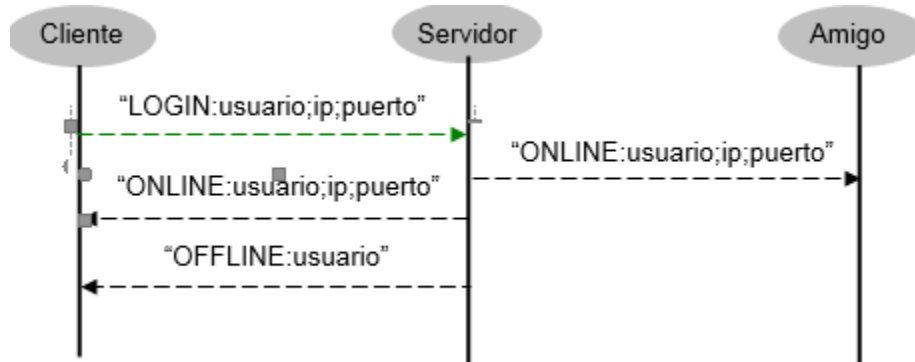 Cliente
Servidor
Amigo
“LOGIN:usuario;ip;puerto”
“ONLINE:usuario;ip;puerto”
“ONLINE:usuario;ip;puerto”
“OFFLINE:usuario”